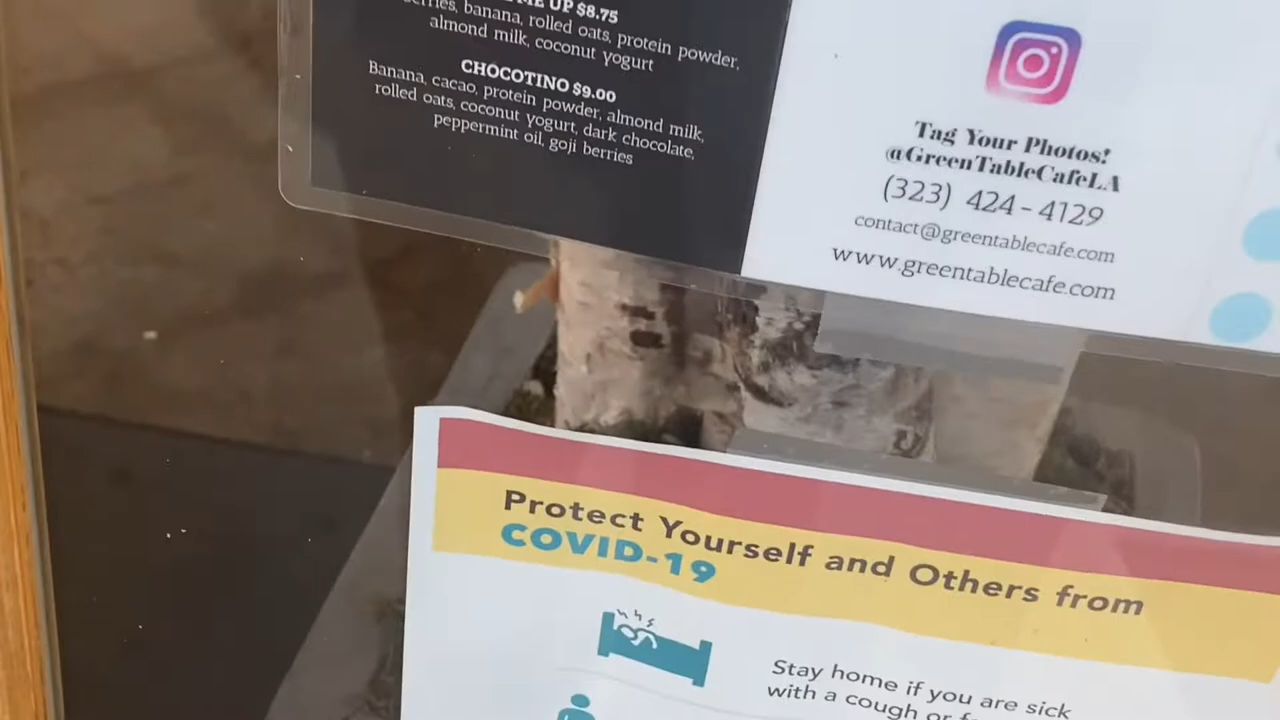 UP $8.75
banana, rolled oats, protein powder,
almond milk, coconut yogurt
CHOCOTINO $9.00
Banana, cacao, protein powder, almond milk,
rolled oats, coconut yogurt, dark chocolate,
peppermint oil, goji berries
Tag Your Photos!
@GreenTableCafeLA
(323) 424-4129
contact@greentablecafe.com
www.greentablecafe.com
Protect Yourself and Others from
COVID-19
Stay home if you are sick
with a cough or